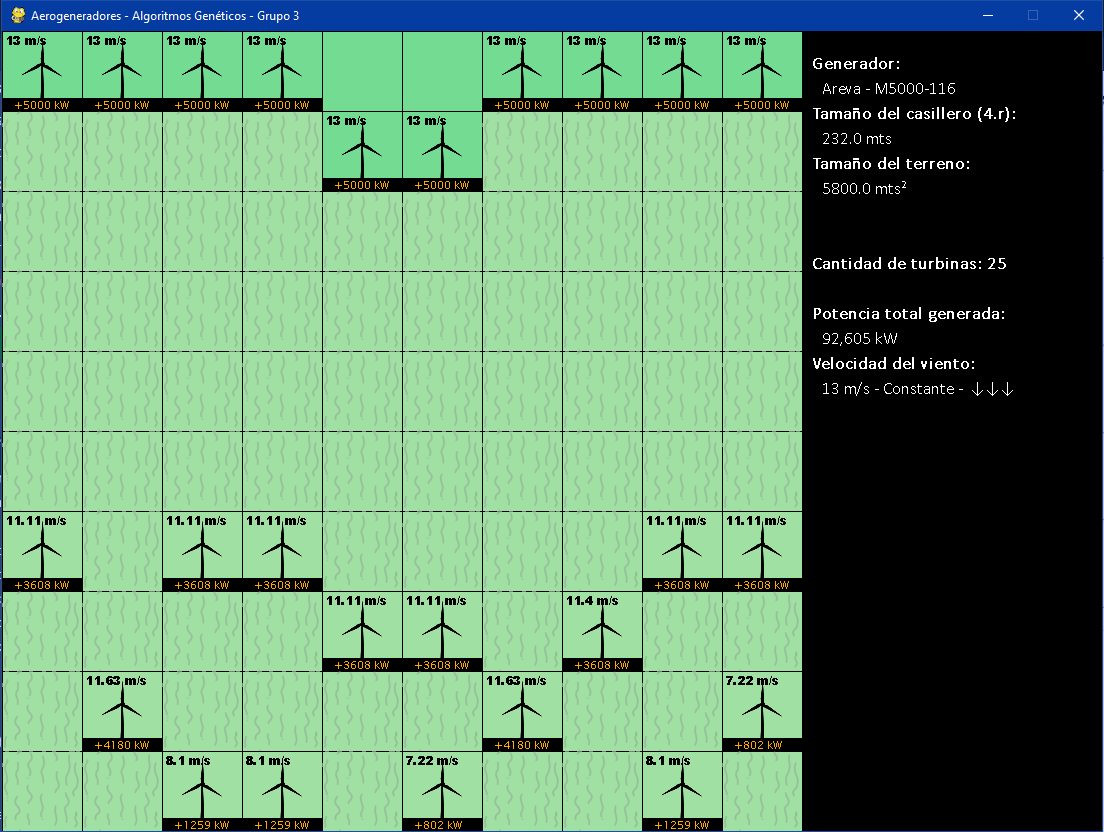 Aerogeneradores - Algoritmos Genéticos - Grupo 3
13 m/s 13 m/s 13 m/s 13 m/s 13 m/s 13 m/s 13 m/s 13 m/s
+5000 kW +5000 kW +5000 kW +5000 kW +5000 kW +5000 kW +5000 kW +5000 kW
13 m/s 13 m/s
+5000 kW +5000 kW
11.11 m/s 11.11 m/s 11.11 m/s 11.11 m/s 11.11 m/s
+3608 kW +3608 kW +3608 kW +3608 kW +3608 kW
11.11 m/s 11.11 m/s 11.4 m/s
+3608 kW +3608 kW +3608 kW
11.63 m/s 11.63 m/s 7.22 m/s
+4180 kW +4180 kW +802 kW
8.1 m/s 8.1 m/s 7.22 m/s 8.1 m/s
+1259 kW +1259 kW +802 kW +1259 kW
Generador:
Areva - M5000-116
Tamaño del casillero (4.r):
232.0 mts
Tamaño del terreno:
5800.0 mts²
Cantidad de turbinas: 25
Potencia total generada:
92,605 kW
Velocidad del viento:
13 m/s - Constante - ↓↓↓